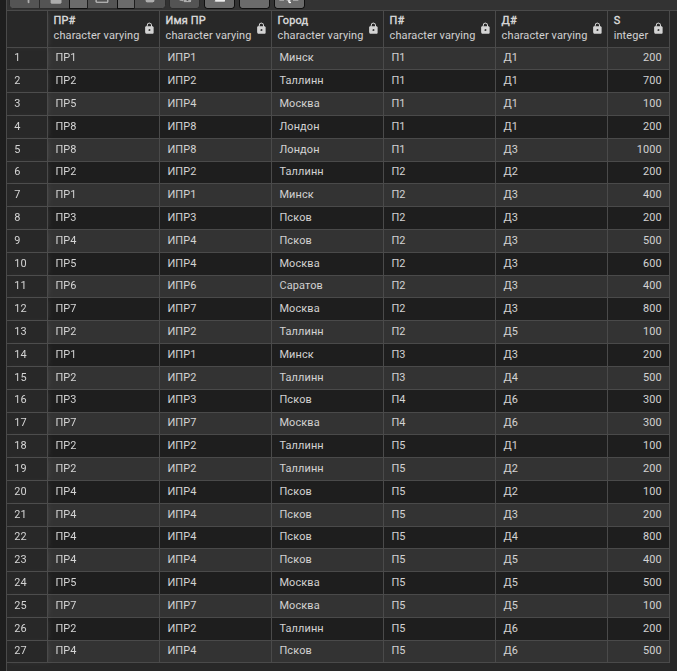 ПР# Имя ПР Город П# Д# S
character varying character varying character varying character varying character varying integer
1 ПР1 ИПР1 Минск П1 Д1 200
2 ПР2 ИПР2 Таллинн П1 Д1 700
3 ПР5 ИПР4 Москва П1 Д1 100
4 ПР8 ИПР8 Лондон П1 Д1 200
5 ПР8 ИПР8 Лондон П1 Д3 1000
6 ПР2 ИПР2 Таллинн П2 Д2 200
7 ПР1 ИПР1 Минск П2 Д3 400
8 ПР3 ИПР3 Псков П2 Д3 200
9 ПР4 ИПР4 Псков П2 Д3 500
10 ПР5 ИПР4 Москва П2 Д3 600
11 ПР6 ИПР6 Саратов П2 Д3 400
12 ПР7 ИПР7 Москва П2 Д3 800
13 ПР2 ИПР2 Таллинн П2 Д5 100
14 ПР1 ИПР1 Минск П3 Д3 200
15 ПР2 ИПР2 Таллинн П3 Д4 500
16 ПР3 ИПР3 Псков П4 Д6 300
17 ПР7 ИПР7 Москва П4 Д6 300
18 ПР2 ИПР2 Таллинн П5 Д1 100
19 ПР2 ИПР2 Таллинн П5 Д2 200
20 ПР4 ИПР4 Псков П5 Д2 100
21 ПР4 ИПР4 Псков П5 Д3 200
22 ПР4 ИПР4 Псков П5 Д4 800
23 ПР4 ИПР4 Псков П5 Д5 400
24 ПР5 ИПР4 Москва П5 Д5 500
25 ПР7 ИПР7 Москва П5 Д5 100
26 ПР2 ИПР2 Таллинн П5 Д6 200
27 ПР4 ИПР4 Псков П5 Д6 500